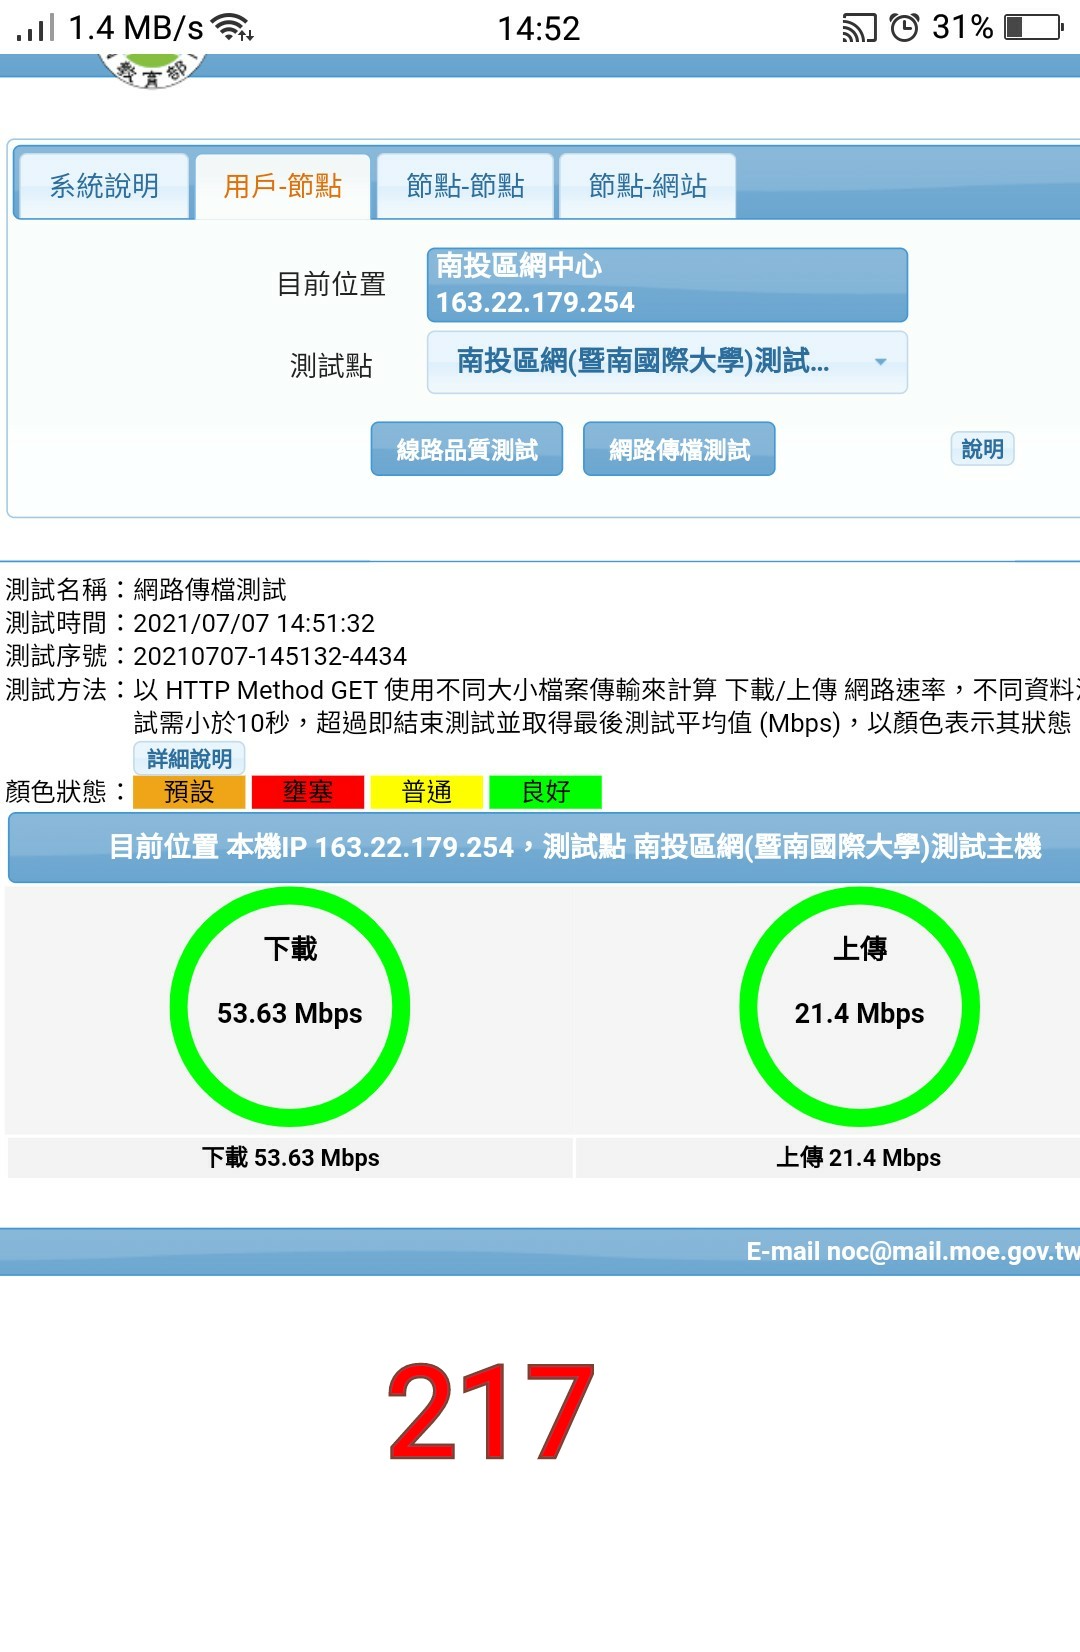 1.4 MB/s 14:52 31%
教育部
系統說明 用戶-節點 節點-節點 節點-網站
目前位置 南投區網中心
163.22.179.254
測試點 南投區網(暨南國際大學)測試...
線路品質測試 網路傳檔測試 說明
測試名稱：網路傳檔測試
測試時間：2021/07/07 14:51:32
測試序號：20210707-145132-4434
測試方法：以 HTTP Method GET 使用不同大小檔案傳輸來計算 下載/上傳 網路速率，不同資料
試需小於10秒，超過即結束測試並取得最後測試平均值 (Mbps)，以顏色表示其狀態
詳細說明
顏色狀態： 預設 壅塞 普通 良好
目前位置 本機IP 163.22.179.254，測試點 南投區網(暨南國際大學)測試主機
下載 上傳
53.63 Mbps 21.4 Mbps
下載 53.63 Mbps 上傳 21.4 Mbps
E-mail noc@mail.moe.gov.tw
217